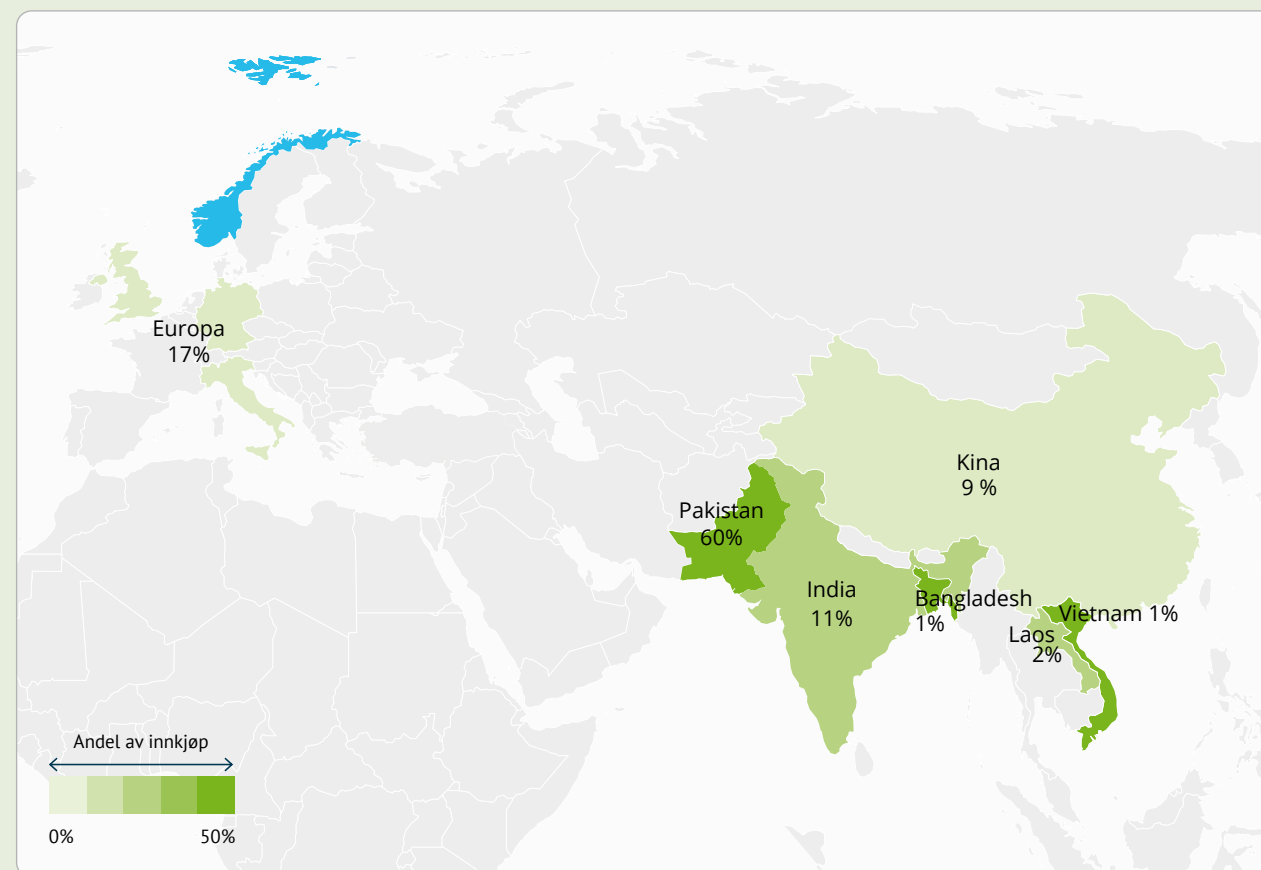 Europa
17%
Kina
9 %
Pakistan
60%
India
11%
Bangladesh
1%
Vietnam 1%
Laos
2%
Andel av innkjøp
0%
50%